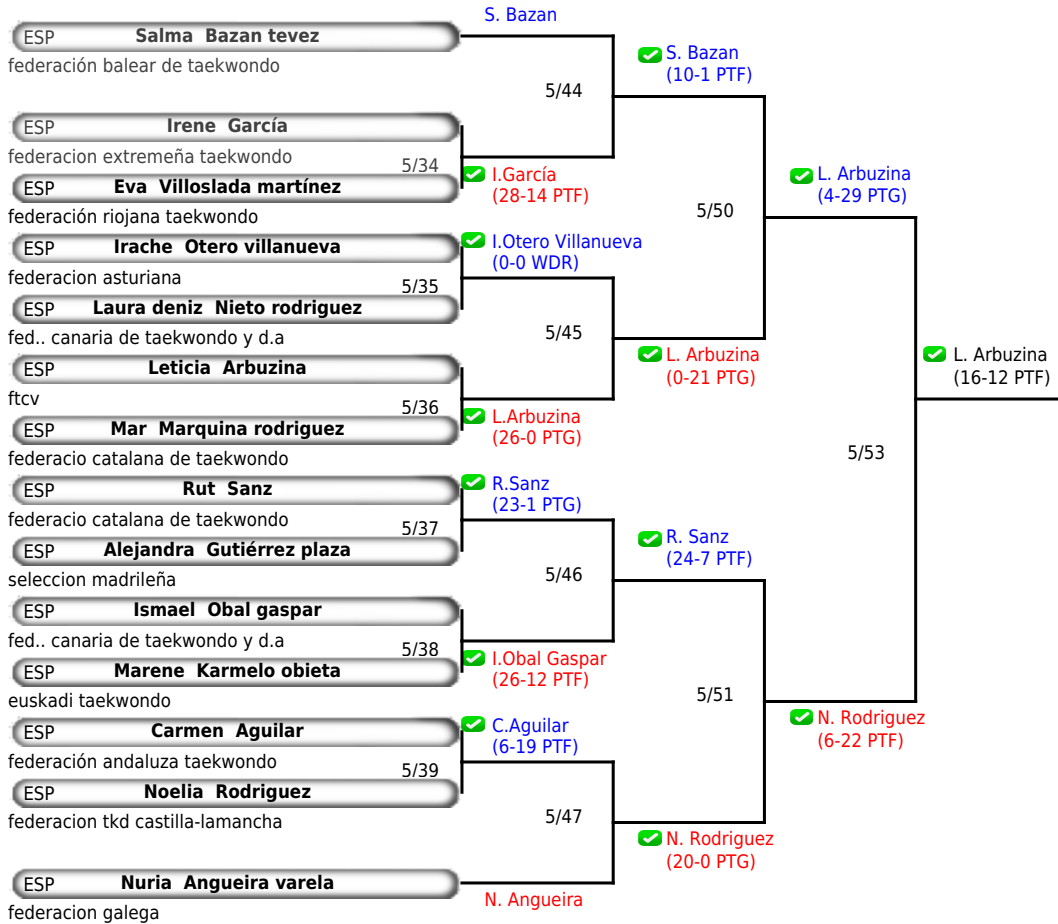 S. Bazan
ESP Salma Bazan tevez
federación balear de taekwondo
S. Bazan
(10-1 PTF)
5/44
ESP Irene García
federacion extremeña taekwondo
5/34
I.García
(28-14 PTF)
ESP Eva Villoslada martínez
federación riojana taekwondo
L. Arbuzina
(4-29 PTG)
5/50
ESP Irache Otero villanueva
federacion asturiana
I.Otero Villanueva
(0-0 WDR)
5/35
ESP Laura deniz Nieto rodriguez
fed.. canaria de taekwondo y d.a
5/45
ESP Leticia Arbuzina
ftcv
L. Arbuzina
(0-21 PTG)
L. Arbuzina
(16-12 PTF)
5/36
L.Arbuzina
(26-0 PTG)
ESP Mar Marquina rodriguez
federacio catalana de taekwondo
5/53
ESP Rut Sanz
federacio catalana de taekwondo
R.Sanz
(23-1 PTG)
5/37
ESP Alejandra Gutiérrez plaza
seleccion madrileña
R. Sanz
(24-7 PTF)
5/46
ESP Ismael Obal gaspar
fed.. canaria de taekwondo y d.a
5/38
I.Obal Gaspar
(26-12 PTF)
ESP Marene Karmelo obieta
euskadi taekwondo
5/51
N. Rodriguez
(6-22 PTF)
ESP Carmen Aguilar
federación andaluza taekwondo
C.Aguilar
(6-19 PTF)
5/39
ESP Noelia Rodriguez
federacion tkd castilla-lamancha
5/47
N. Rodriguez
(20-0 PTG)
ESP Nuria Angueira varela
federacion galega
N. Angueira